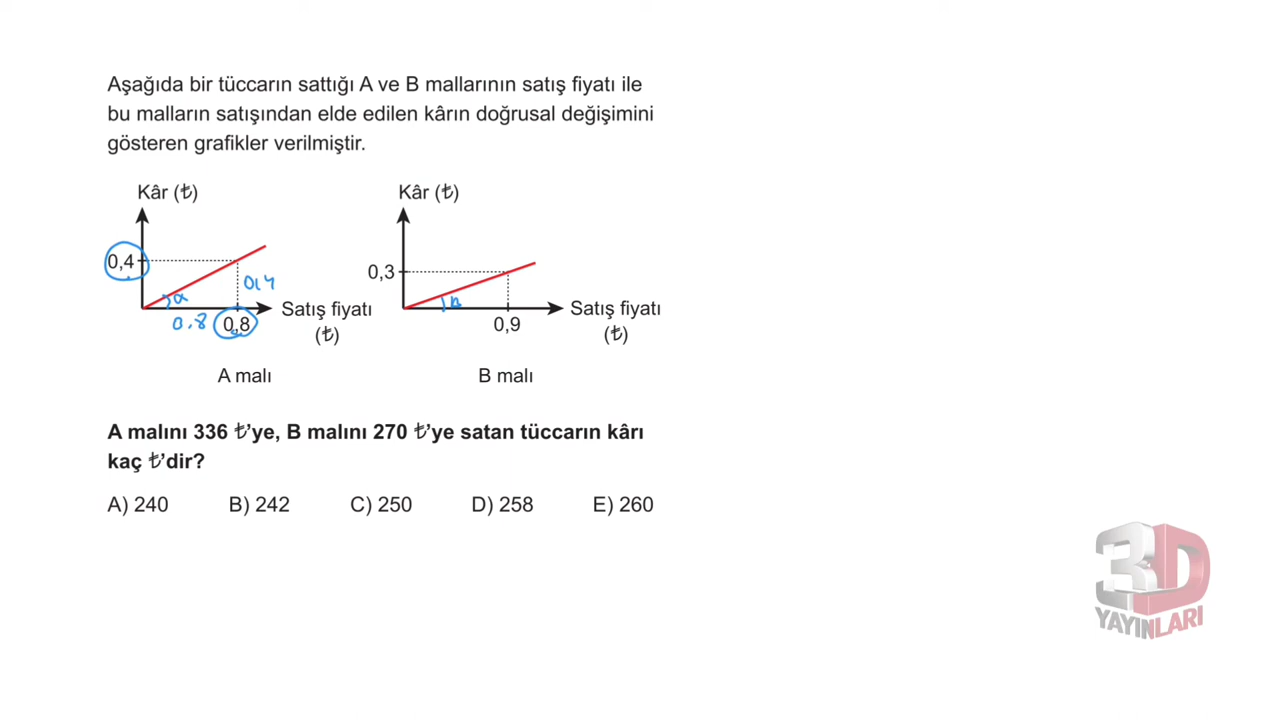 Aşağıda bir tüccarın sattığı A ve B mallarının satış fiyatı ile
bu malların satışından elde edilen kârın doğrusal değişimini
gösteren grafikler verilmiştir.
Kâr (₺)
Kâr (₺)
0,4
0,4
α
0.8
0,8
Satış fiyatı
(₺)
0,3
0,9
Satış fiyatı
(₺)
A malı
B malı
A malını 336 ₺'ye, B malını 270 ₺'ye satan tüccarın kârı
kaç ₺'dir?
A) 240 B) 242 C) 250 D) 258 E) 260
3D
YAYINLARI